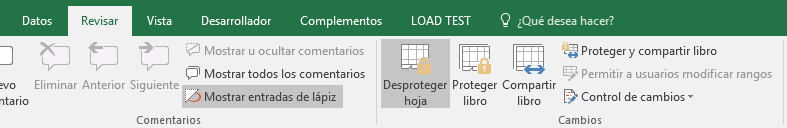 Datos Revisar Vista Desarrollador Complementos LOAD TEST ¿Qué desea hacer?
Mostrar u ocultar comentarios
Mostrar todos los comentarios
Mostrar entradas de lápiz
evo
ntario
Eliminar Anterior Siguiente
Comentarios
Desproteger
hoja
Proteger
libro
Compartir
libro
Proteger y compartir libro
Permitir a usuarios modificar rangos
Control de cambios
Cambios